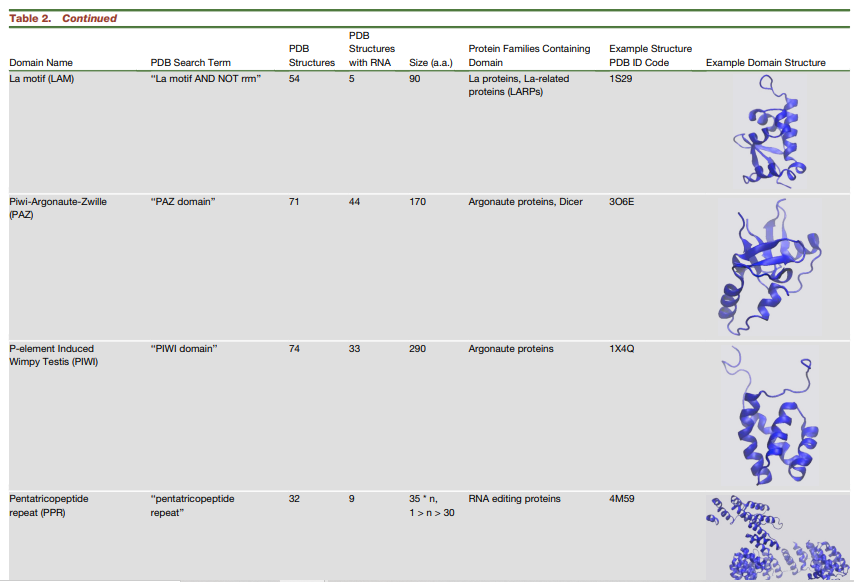 Table 2. Continued
PDB
PDB Structures Protein Families Containing Example Structure
Domain Name PDB Search Term Structures with RNA Size (a.a.) Domain PDB ID Code Example Domain Structure
La motif (LAM) “La motif AND NOT rrm” 54 5 90 La proteins, La-related 1S29
proteins (LARPs)
Piwi-Argonaute-Zwille “PAZ domain” 71 44 170 Argonaute proteins, Dicer 3O6E
(PAZ)
P-element Induced “PIWI domain” 74 33 290 Argonaute proteins 1X4Q
Wimpy Testis (PIWI)
Pentatricopeptide “pentatricopeptide 32 9 35 * n, RNA editing proteins 4M59
repeat (PPR) repeat” 1 > n > 30